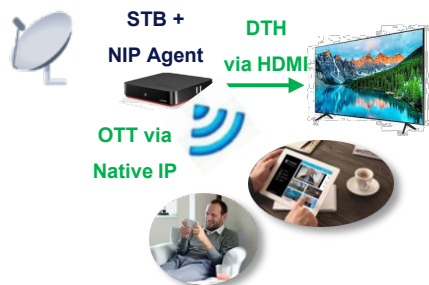 STB +
NIP Agent
DTH
via HDMI
OTT via
Native IP